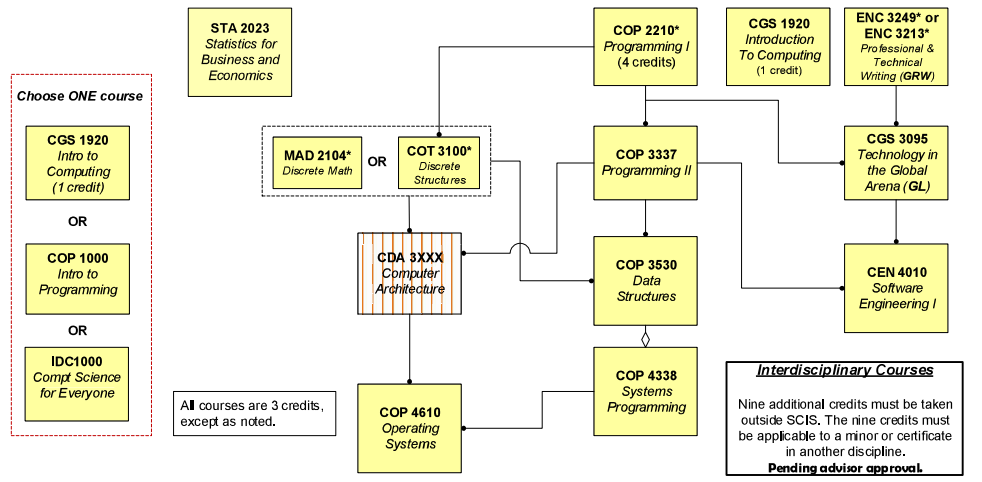 Choose ONE course
CGS 1920
Intro to
Computing
(1 credit)
OR
COP 1000
Intro to
Programming
OR
IDC1000
Compt Science
for Everyone
STA 2023
Statistics for
Business and
Economics
COP 2210*
Programming I
(4 credits)
CGS 1920
Introduction
To Computing
(1 credit)
ENC 3249* or
ENC 3213*
Professional &
Technical
Writing (GRW)
MAD 2104*
Discrete Math
OR
COT 3100*
Discrete
Structures
COP 3337
Programming II
CGS 3095
Technology in
the Global
Arena (GL)
CDA 3XXX
Computer
Architecture
COP 3530
Data
Structures
CEN 4010
Software
Engineering I
COP 4338
Systems
Programming
COP 4610
Operating
Systems
All courses are 3 credits,
except as noted.
Interdisciplinary Courses
Nine additional credits must be taken
outside SCIS. The nine credits must
be applicable to a minor or certificate
in another discipline.
Pending advisor approval.